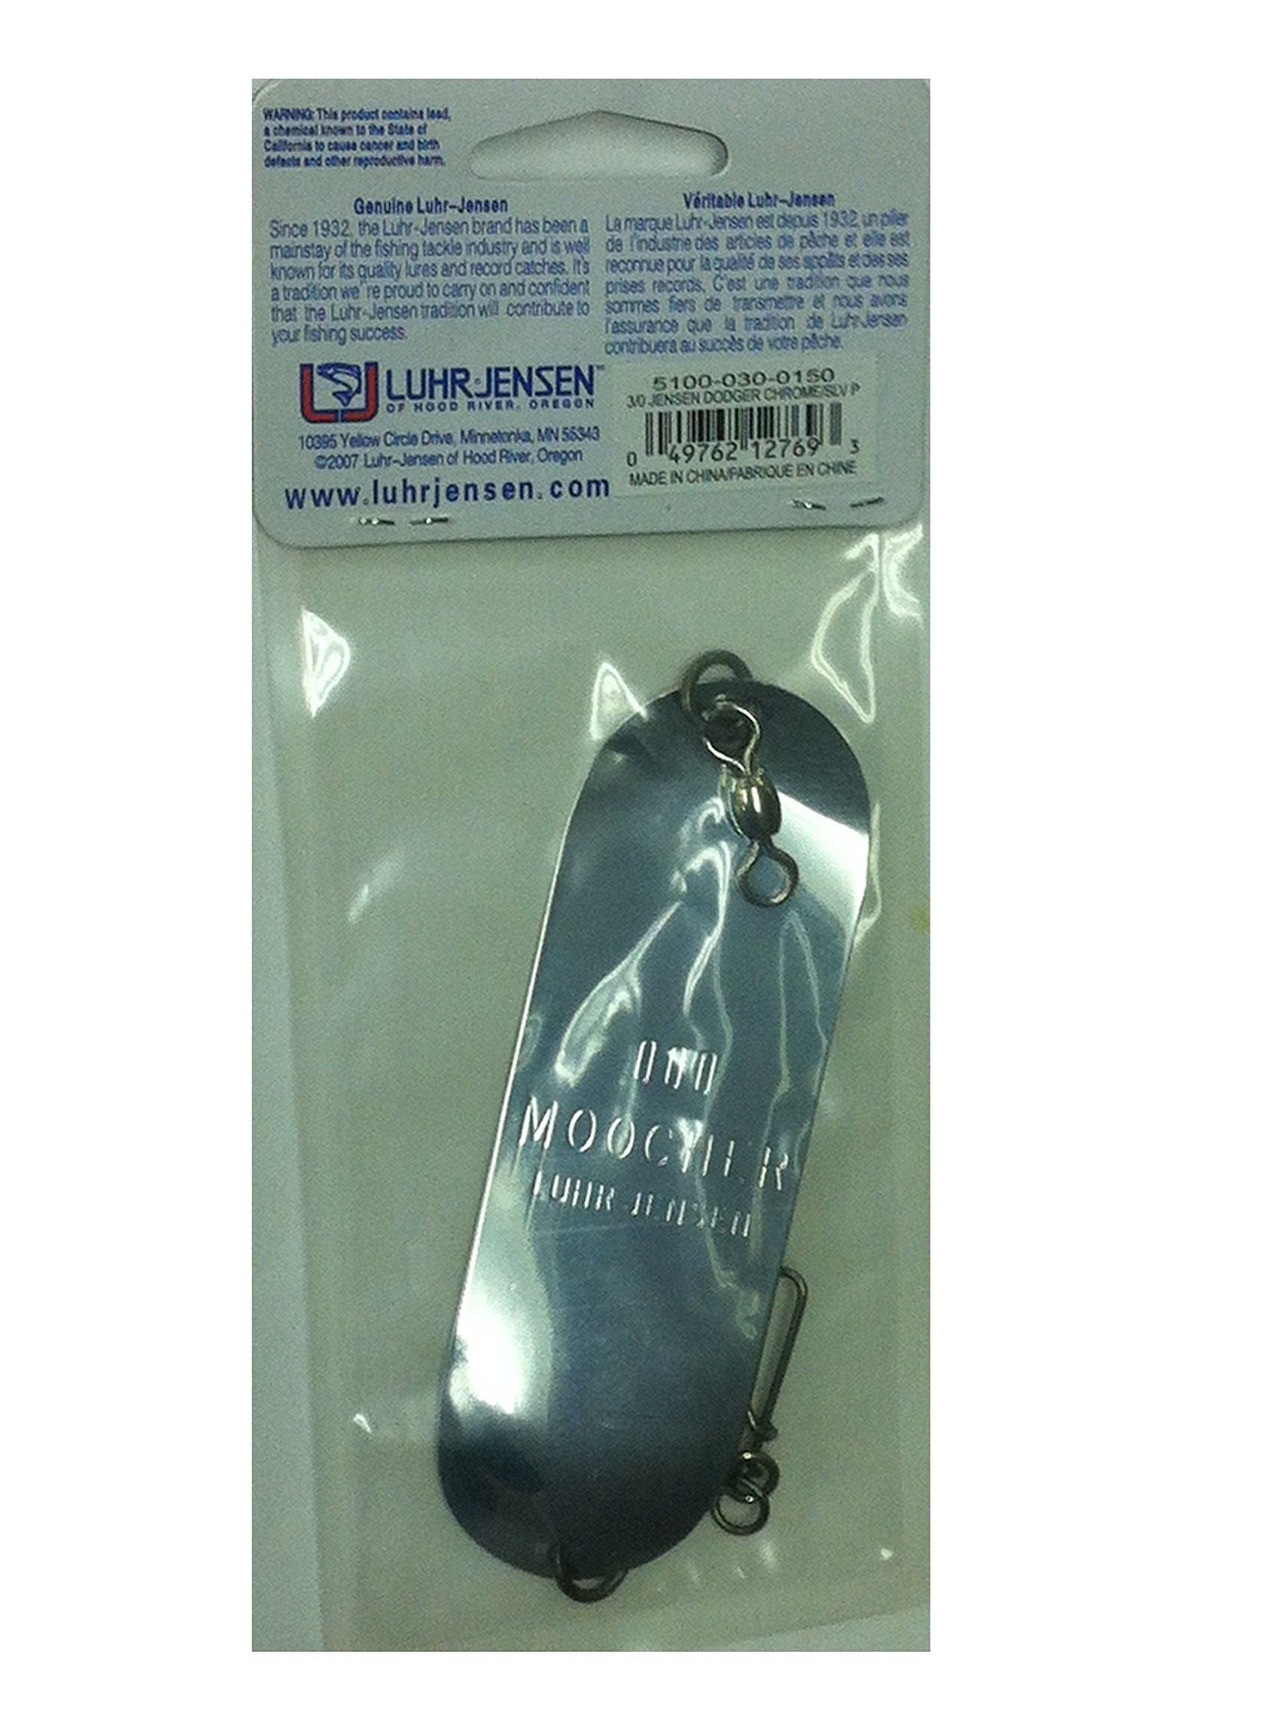 WARNING: This product contains lead,
a chemical known to the State of
California to cause cancer and birth
defects and other reproductive harm.
Genuine Luhr-Jensen
Since 1932, the Luhr-Jensen brand has been a
mainstay of the fishing tackle industry and is well
known for its quality lures and record catches. It's
a tradition we're proud to carry on and confident
that the Luhr-Jensen tradition will contribute to
your fishing success.
Véritable Luhr-Jensen
La marque Luhr-Jensen est depuis 1932 un pilier
de l'industrie des articles de pêche et elle est
reconnue pour la qualité de ses appâts et des ses
prises records. C'est une tradition que nous
sommes fiers de transmettre et nous avons
l'assurance que la tradition de Luhr-Jensen
contribuera au succès de votre pêche.
LUHR-JENSEN™
OF HOOD RIVER, OREGON
10395 Yellow Circle Drive, Minnetonka, MN 55343
©2007 Luhr-Jensen of Hood River, Oregon
www.luhrjensen.com
5100-030-0150
3/0 JENSEN DODGER CHROME/SLV P
0 49762 12769 3
MADE IN CHINA/FABRIQUE EN CHINE
000
MOOCHER
LUHR JENSEN